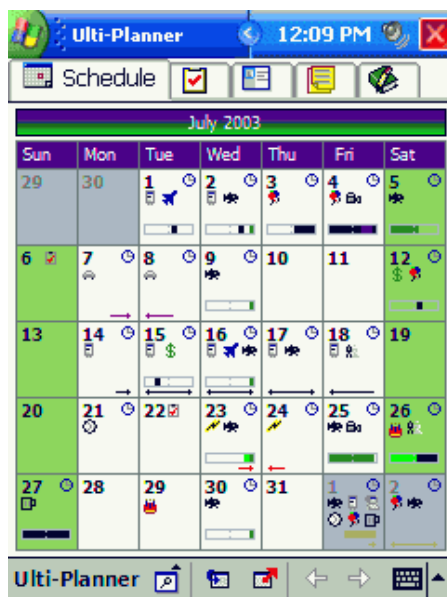 Ulti-Planner 12:09 PM
Schedule
July 2003
Sun Mon Tue Wed Thu Fri Sat
29 30 1 2 3 4 5
6 7 8 9 10 11 12
13 14 15 16 17 18 19
20 21 22 23 24 25 26
27 28 29 30 31 1 2
Ulti-Planner